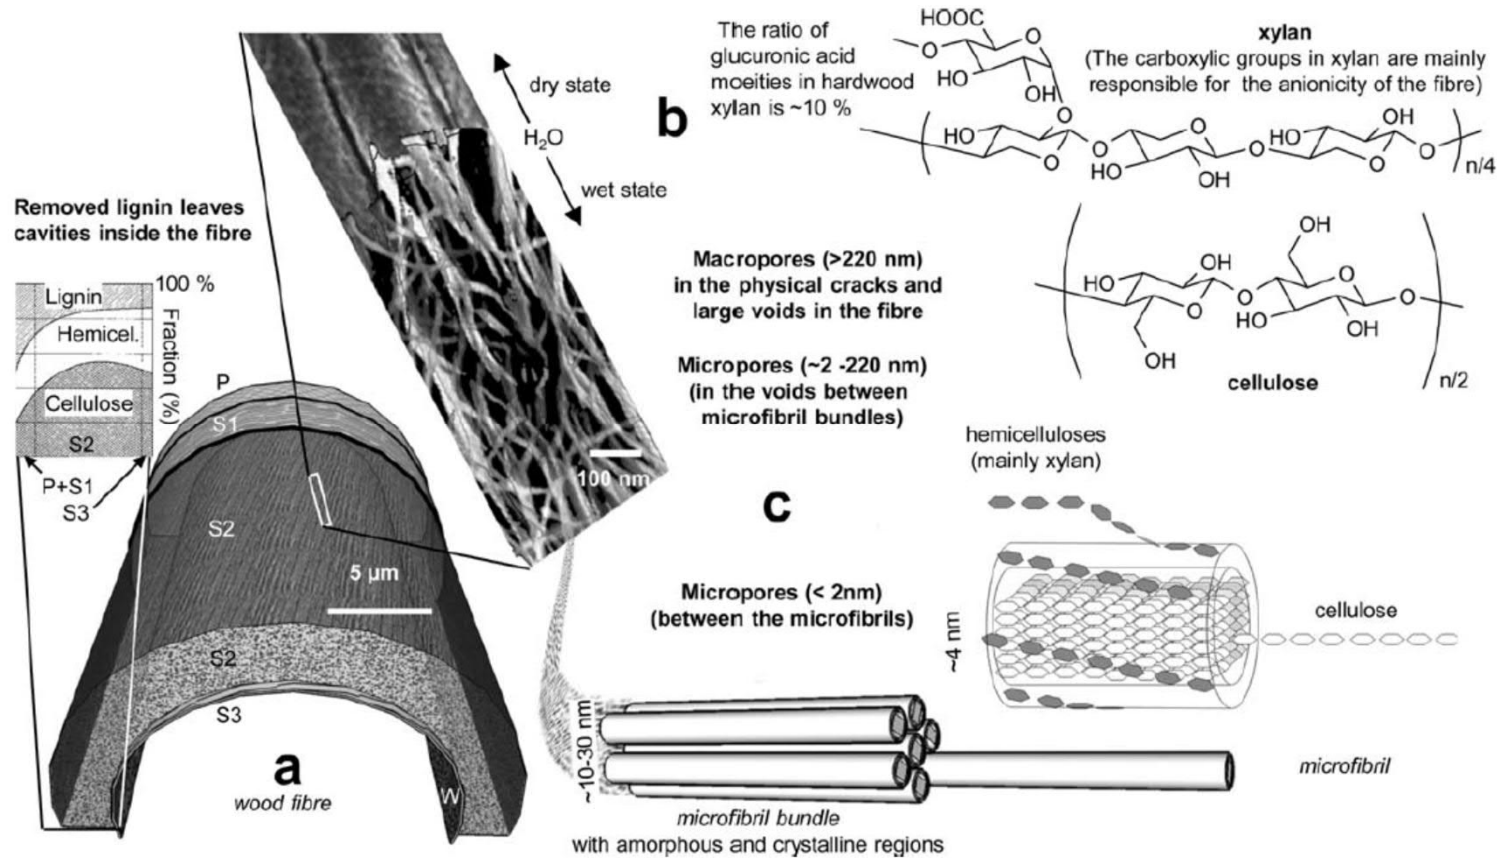 The ratio of
glucuronic acid
moeities in hardwood
xylan is ~10 %
b
HOOC
O
O
HO
OH
O
xylan
(The carboxylic groups in xylan are mainly
responsible for the anionicity of the fibre)
HO
O
O
O
HO
OH
O
HO
OH
O
O
n/4
dry state
H2O
wet state
Removed lignin leaves
cavities inside the fibre
100 %
Lignin
Hemicel.
Cellulose
S2
Fraction (%)
P+S1
S3
P
S1
S2
5 µm
S2
S3
W
a
wood fibre
100 nm
Macropores (>220 nm)
in the physical cracks and
large voids in the fibre
Micropores (~2 -220 nm)
(in the voids between
microfibril bundles)
OH
HO
OH
O
O
O
HO
OH
O
OH
cellulose
n/2
c
hemicelluloses
(mainly xylan)
Micropores (< 2nm)
(between the microfibrils)
~4 nm
cellulose
~10-30 nm
microfibril
microfibril bundle
with amorphous and crystalline regions